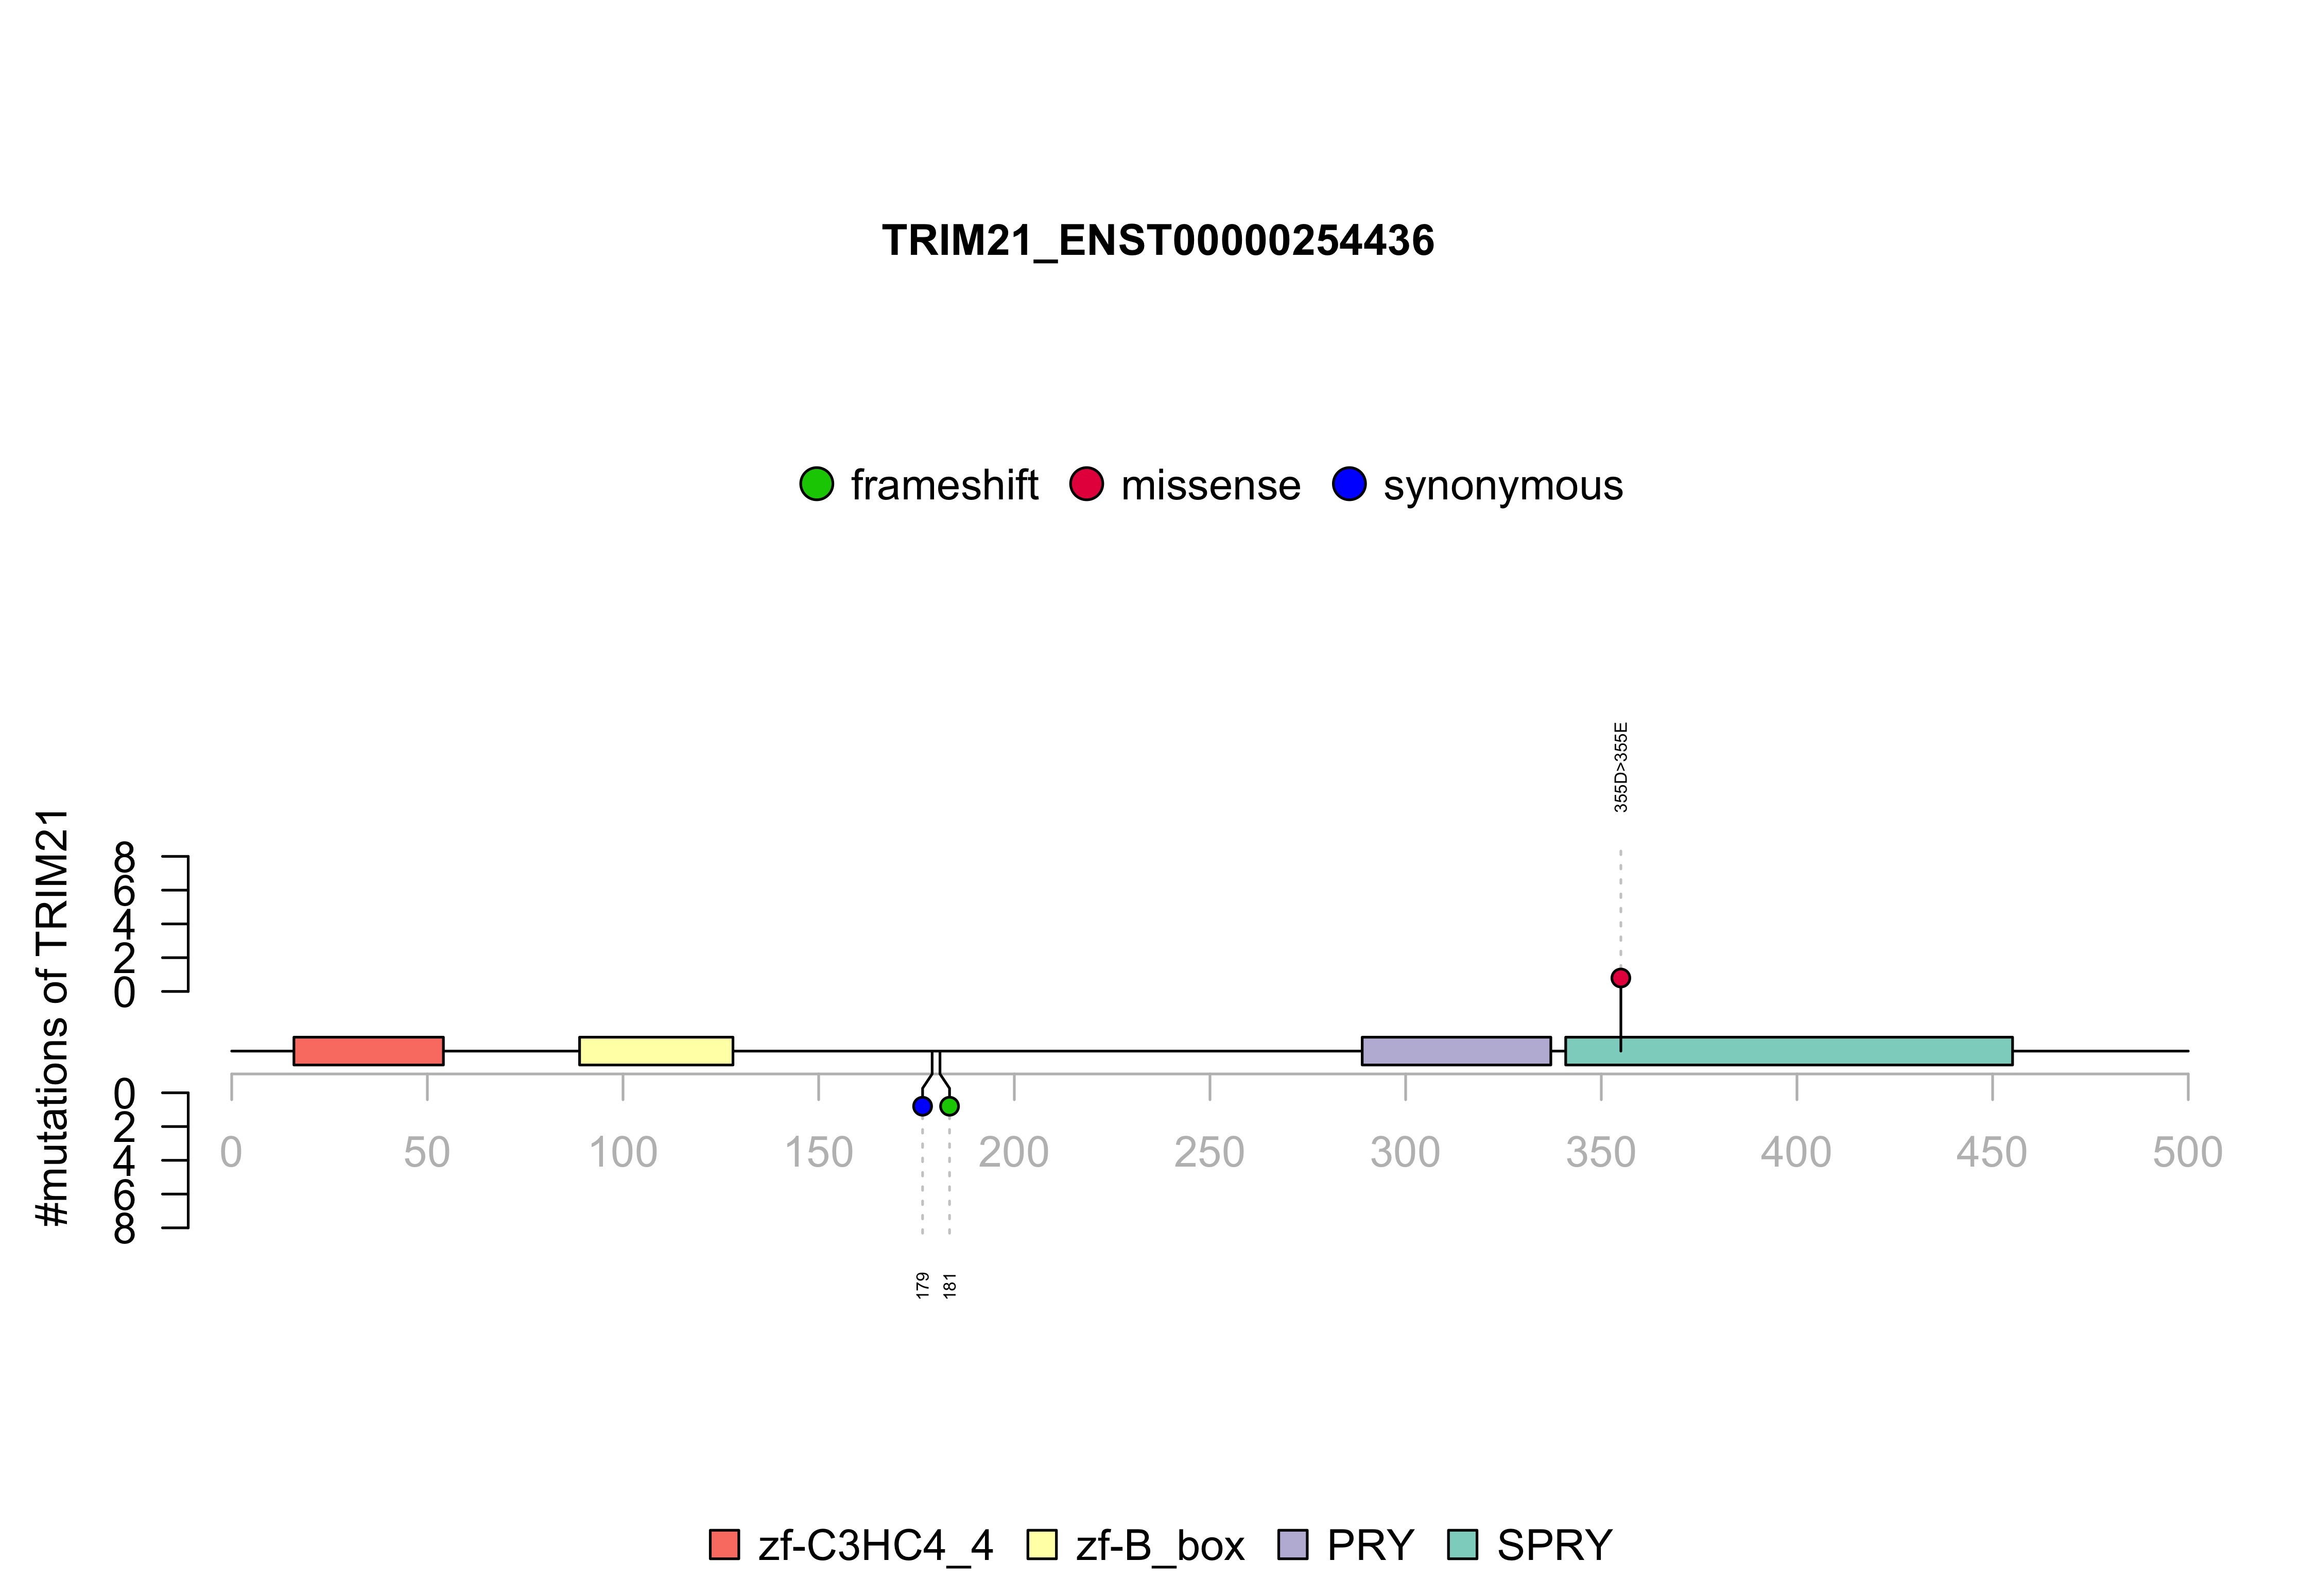 TRIM21_ENST00000254436
frameshift missense synonymous
355D>355E
#mutations of TRIM21
8
6
4
2
0
0
2
4
6
8
0 50 100 150 200 250 300 350 400 450 500
179 181
zf-C3HC4_4 zf-B_box PRY SPRY